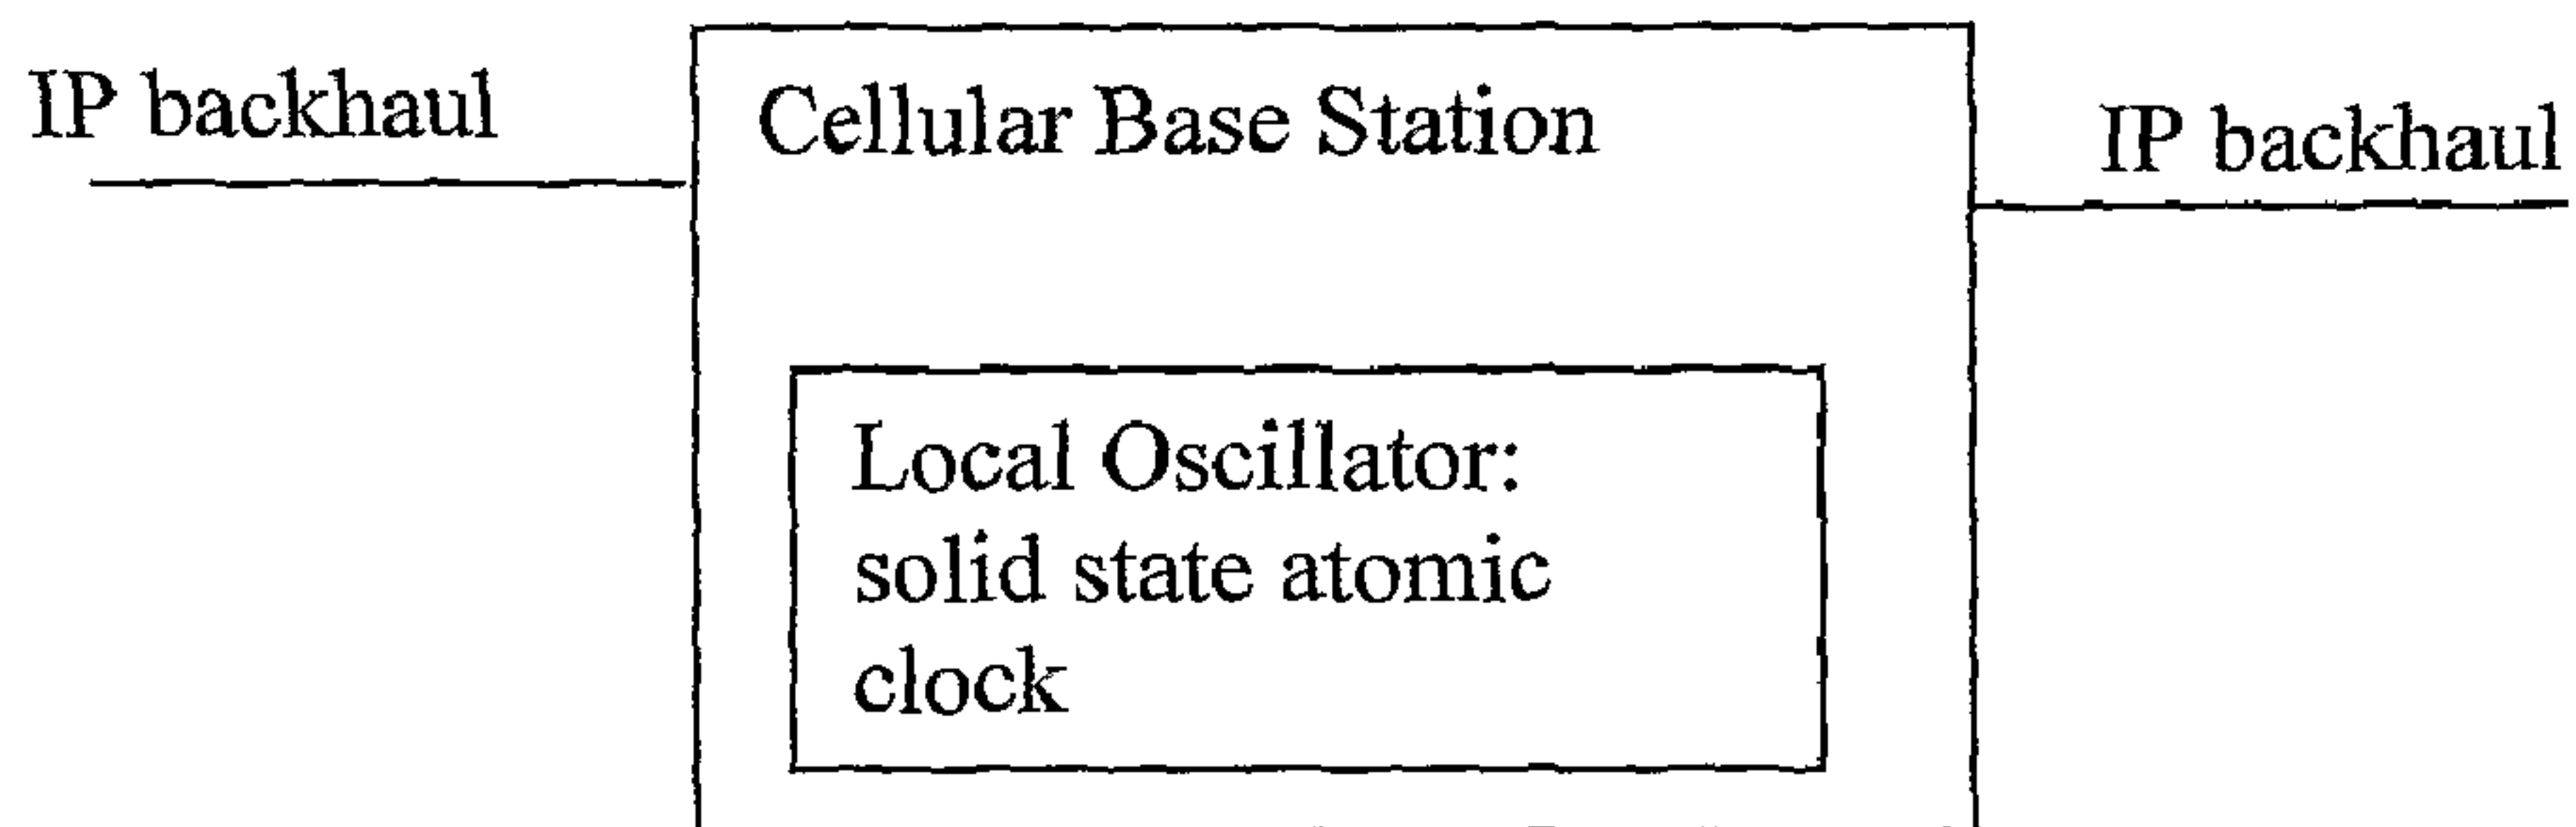 IP backhaul
Cellular Base Station
IP backhaul
Local Oscillator:
solid state atomic
clock